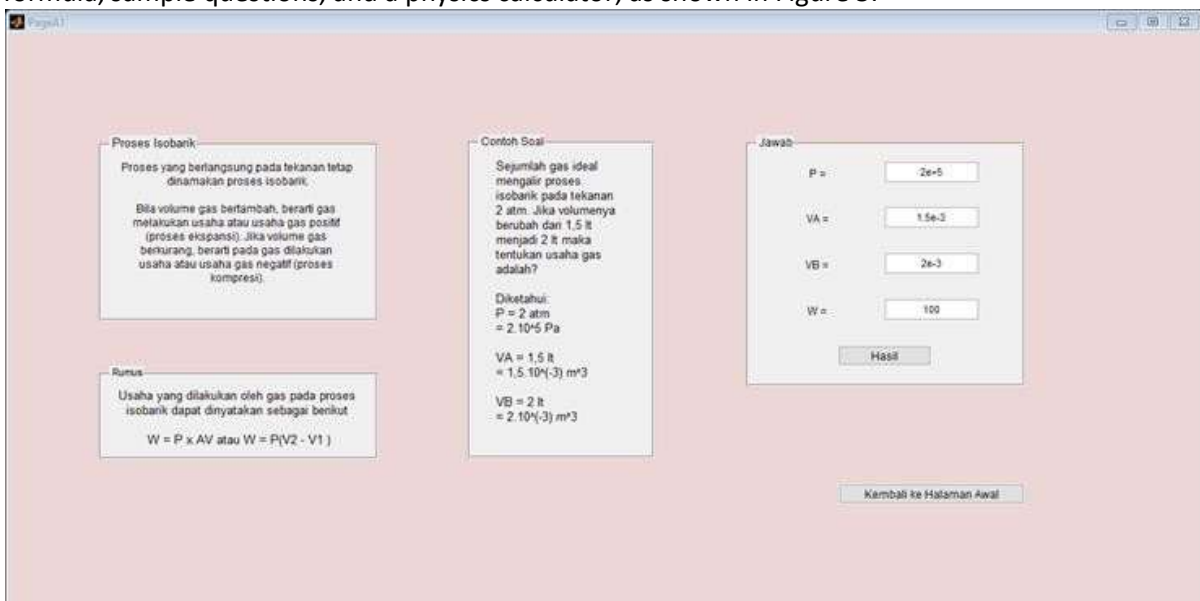 formula, sample questions, and a physics calculator, as shown in Figure 3.
PageA1
Proses Isobarik
Proses yang berlangsung pada tekanan tetap
dinamakan proses isobarik.
Bila volume gas bertambah, berarti gas
melakukan usaha atau usaha gas positif
(proses ekspansi). Jika volume gas
berkurang, berarti pada gas dilakukan
usaha atau usaha gas negatif (proses
kompresi).
Rumus
Usaha yang dilakukan oleh gas pada proses
isobarik dapat dinyatakan sebagai berikut
W = P x AV atau W = P(V2 - V1 )
Contoh Soal
Sejumlah gas ideal
mengalir proses
isobarik pada tekanan
2 atm. Jika volumenya
berubah dari 1,5 lt
menjadi 2 lt maka
tentukan usaha gas
adalah?
Diketahui:
P = 2 atm
= 2.10^5 Pa
VA = 1,5 lt
= 1,5.10^(-3) m^3
VB = 2 lt
= 2.10^(-3) m^3
Jawab
P = 2e+5
VA = 1.5e-3
VB = 2e-3
W = 100
Hasil
Kembali ke Halaman Awal